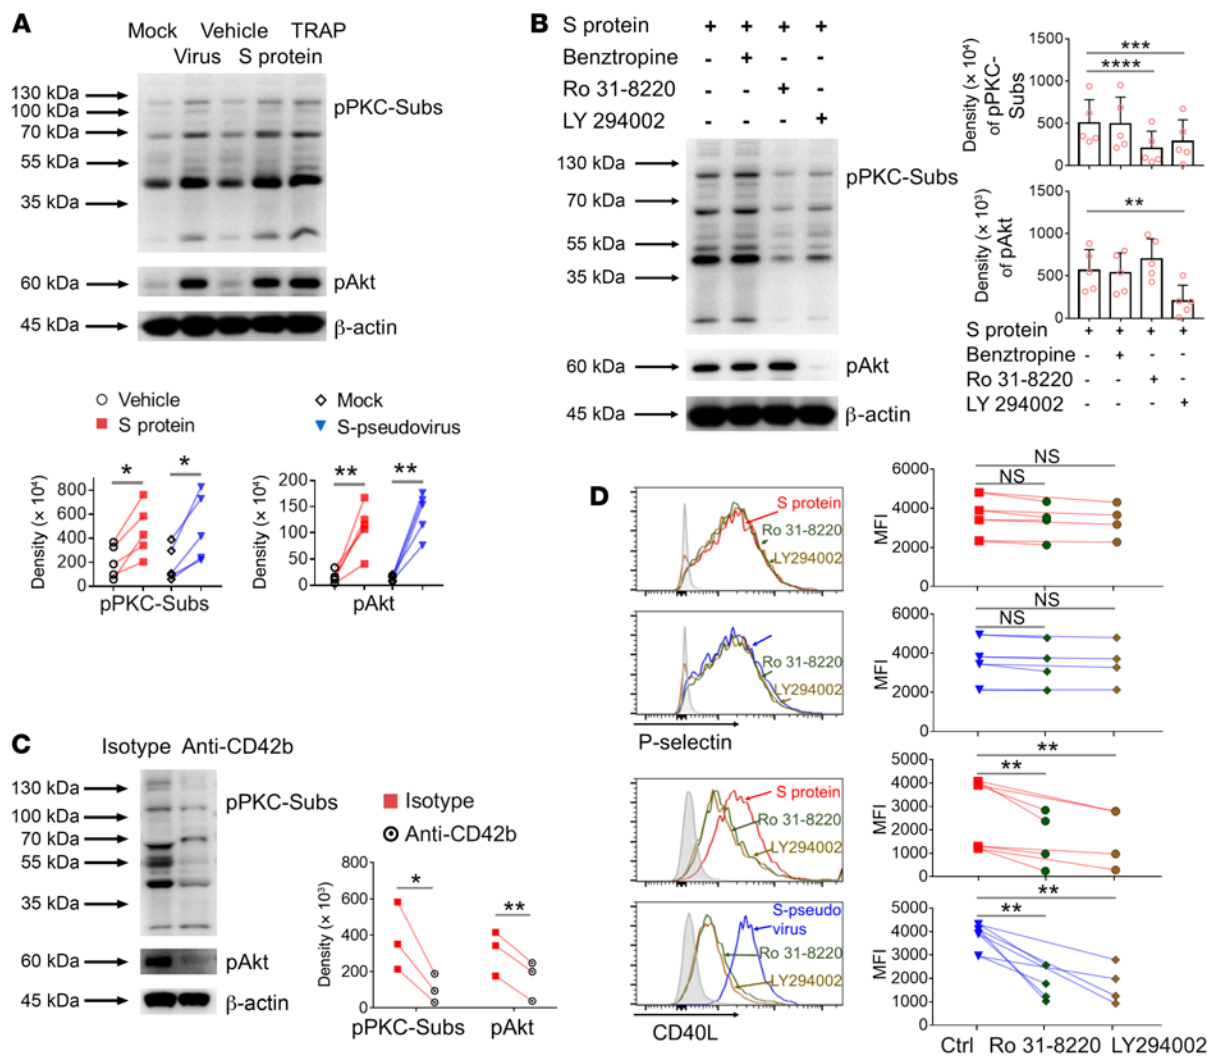 A
Mock Vehicle TRAP
Virus S protein
130 kDa
100 kDa
70 kDa
55 kDa
35 kDa
pPKC-Subs
60 kDa
pAkt
45 kDa
β-actin
Vehicle
S protein
Mock
S-pseudovirus
Density (× 10⁴)
800
600
400
200
0
* *
pPKC-Subs
Density (× 10⁴)
200
150
100
50
0
** **
pAkt
B
S protein + + + +
Benztropine - + - -
Ro 31-8220 - - + -
LY 294002 - - - +
130 kDa
70 kDa
55 kDa
35 kDa
pPKC-Subs
60 kDa
pAkt
45 kDa
β-actin
Density (× 10⁴)
of pPKC-
Subs
1500
1000
500
0
***
****
Density (× 10³)
of pAkt
1500
1000
500
0
**
S protein + + + +
Benztropine - + - -
Ro 31-8220 - - + -
LY 294002 - - - +
C
Isotype Anti-CD42b
130 kDa
100 kDa
70 kDa
55 kDa
35 kDa
pPKC-Subs
60 kDa
pAkt
45 kDa
β-actin
Isotype
Anti-CD42b
Density (× 10³)
800
600
400
200
0
* **
pPKC-Subs pAkt
D
S protein
Ro 31-8220
LY294002
Ro 31-8220
LY294002
P-selectin
S protein
Ro 31-8220
LY294002
S-pseudo
virus
Ro 31-8220
LY294002
CD40L
MFI
6000
4000
2000
0
NS
NS
MFI
6000
4000
2000
0
NS
NS
MFI
5000
4000
3000
2000
1000
0
**
**
MFI
5000
4000
3000
2000
1000
0
**
**
Ctrl Ro 31-8220 LY294002